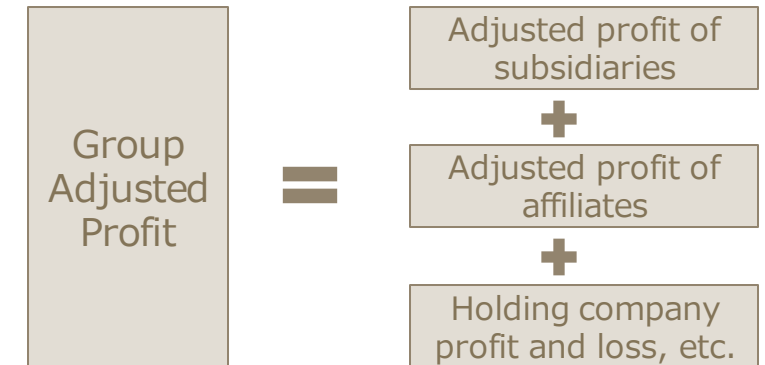 Group
Adjusted
Profit
=
Adjusted profit of
subsidiaries
+
Adjusted profit of
affiliates
+
Holding company
profit and loss, etc.